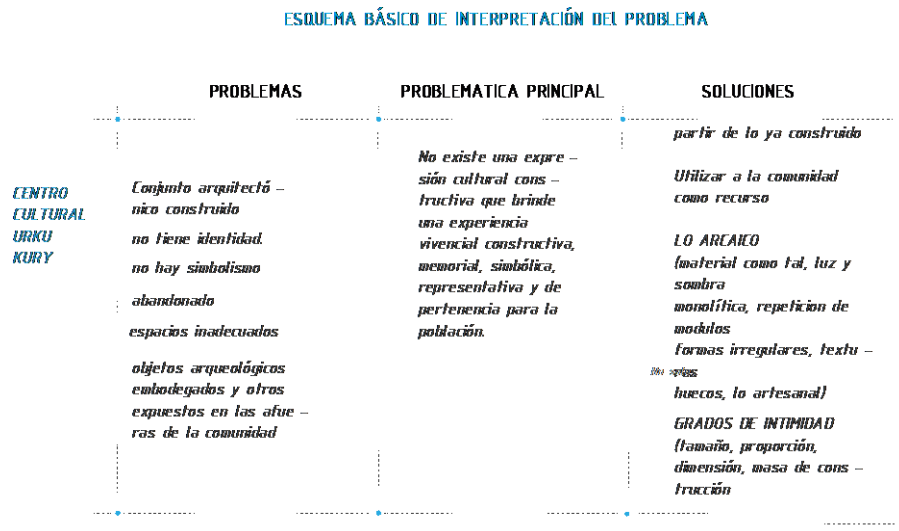 ESQUEMA BÁSICO DE INTERPRETACIÓN DEL PROBLEMA
PROBLEMAS
PROBLEMATICA PRINCIPAL
SOLUCIONES
CENTRO
CULTURAL
URKU
KURY
Conjunto arquitectó –
nico construido
no tiene identidad.
no hay simbolismo
abandonado
espacios inadecuados
objetos arqueológicos
embodegados y otros
expuestos en las afue –
ras de la comunidad
No existe una expre –
sión cultural cons –
tructiva que brinde
una experiencia
vivencial constructiva,
memorial, simbólica,
representativa y de
pertenencia para la
población.
partir de lo ya construido
Utilizar a la comunidad
como recurso
LO ARCAICO
(material como tal, luz y
sombra
monolítica, repeticion de
modulos
formas irregulares, textu –
ras
huecos, lo artesanal)
GRADOS DE INTIMIDAD
(tamaño, proporción,
dimensión, masa de cons –
trucción